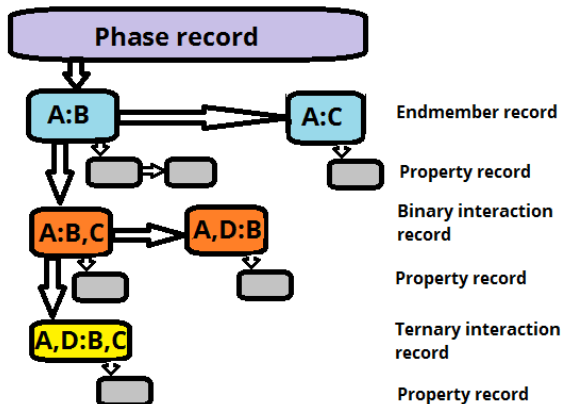 Phase record
A:B
A:C
Endmember record
Property record
A:B,C
A,D:B
Binary interaction
record
Property record
A,D:B,C
Ternary interaction
record
Property record